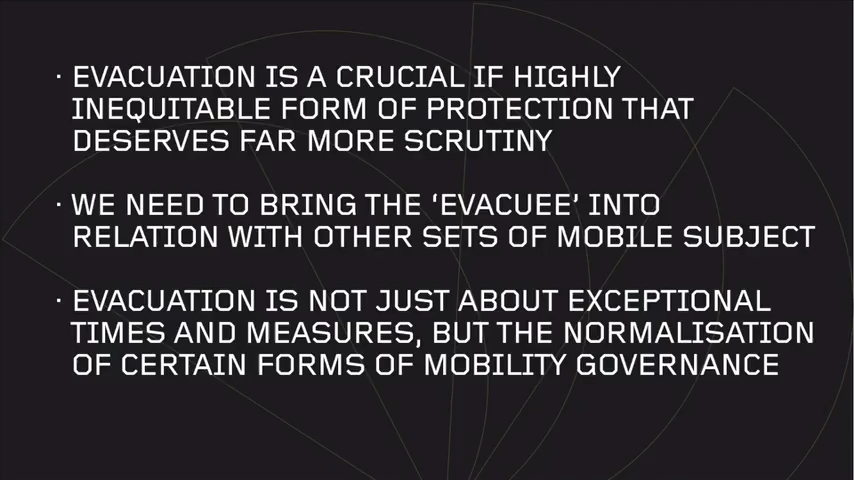 · EVACUATION IS A CRUCIAL IF HIGHLY
INEQUITABLE FORM OF PROTECTION THAT
DESERVES FAR MORE SCRUTINY
· WE NEED TO BRING THE ‘EVACUEE’ INTO
RELATION WITH OTHER SETS OF MOBILE SUBJECT
· EVACUATION IS NOT JUST ABOUT EXCEPTIONAL
TIMES AND MEASURES, BUT THE NORMALISATION
OF CERTAIN FORMS OF MOBILITY GOVERNANCE